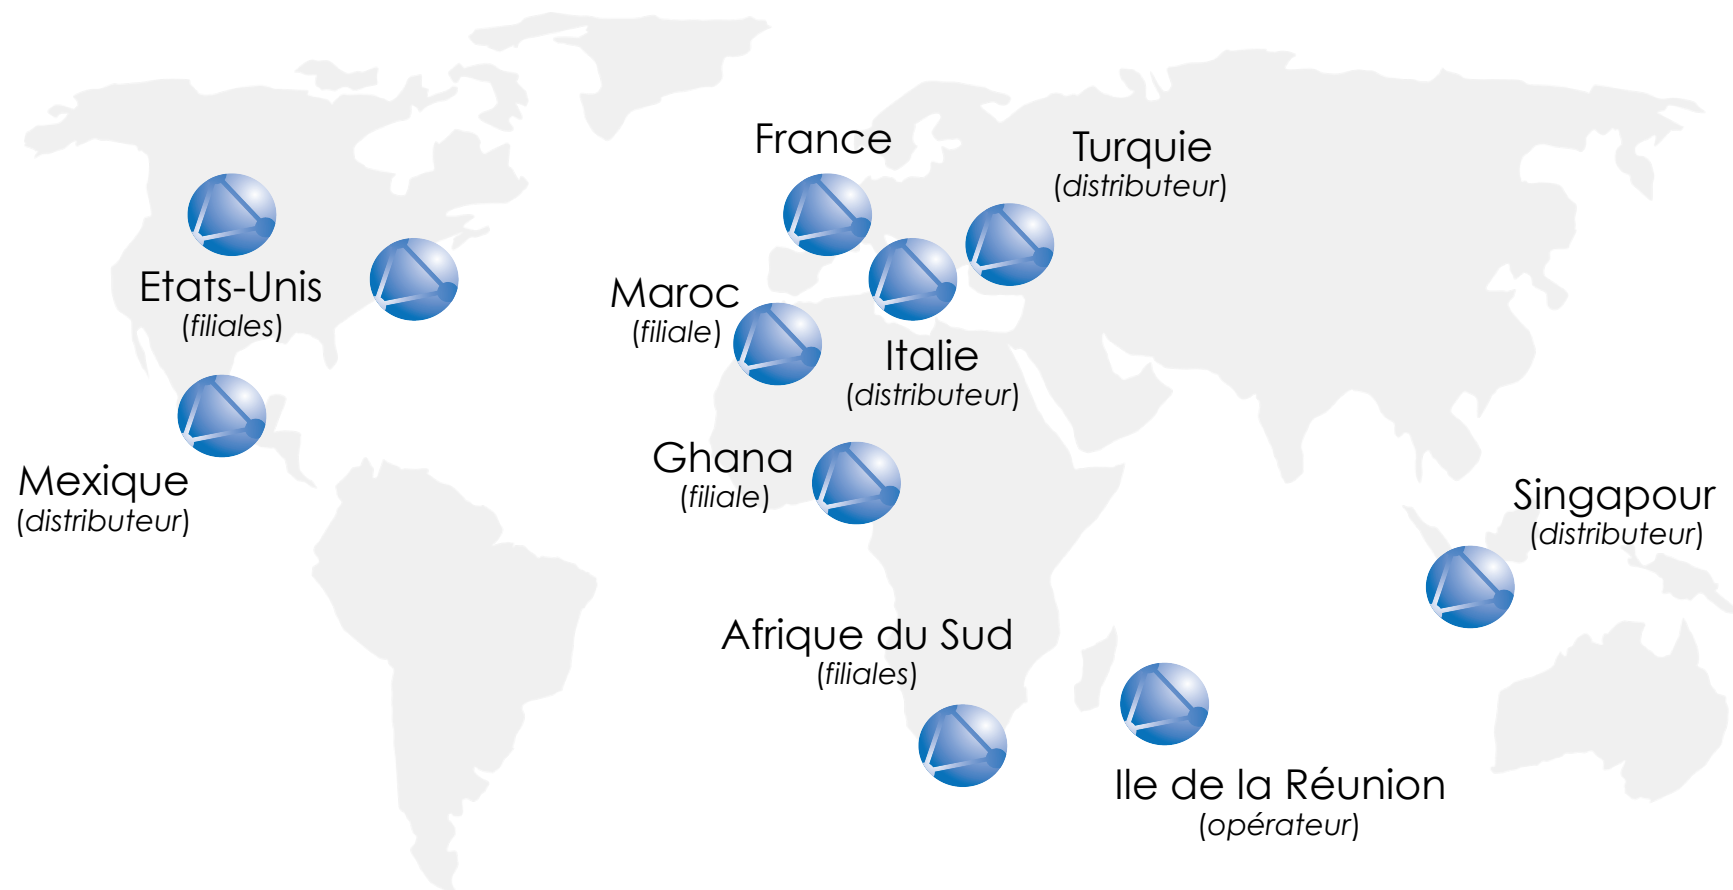 France
Turquie
(distributeur)
Etats-Unis
(filiales)
Maroc
(filiale)
Italie
(distributeur)
Mexique
(distributeur)
Ghana
(filiale)
Singapour
(distributeur)
Afrique du Sud
(filiales)
Ile de la Réunion
(opérateur)